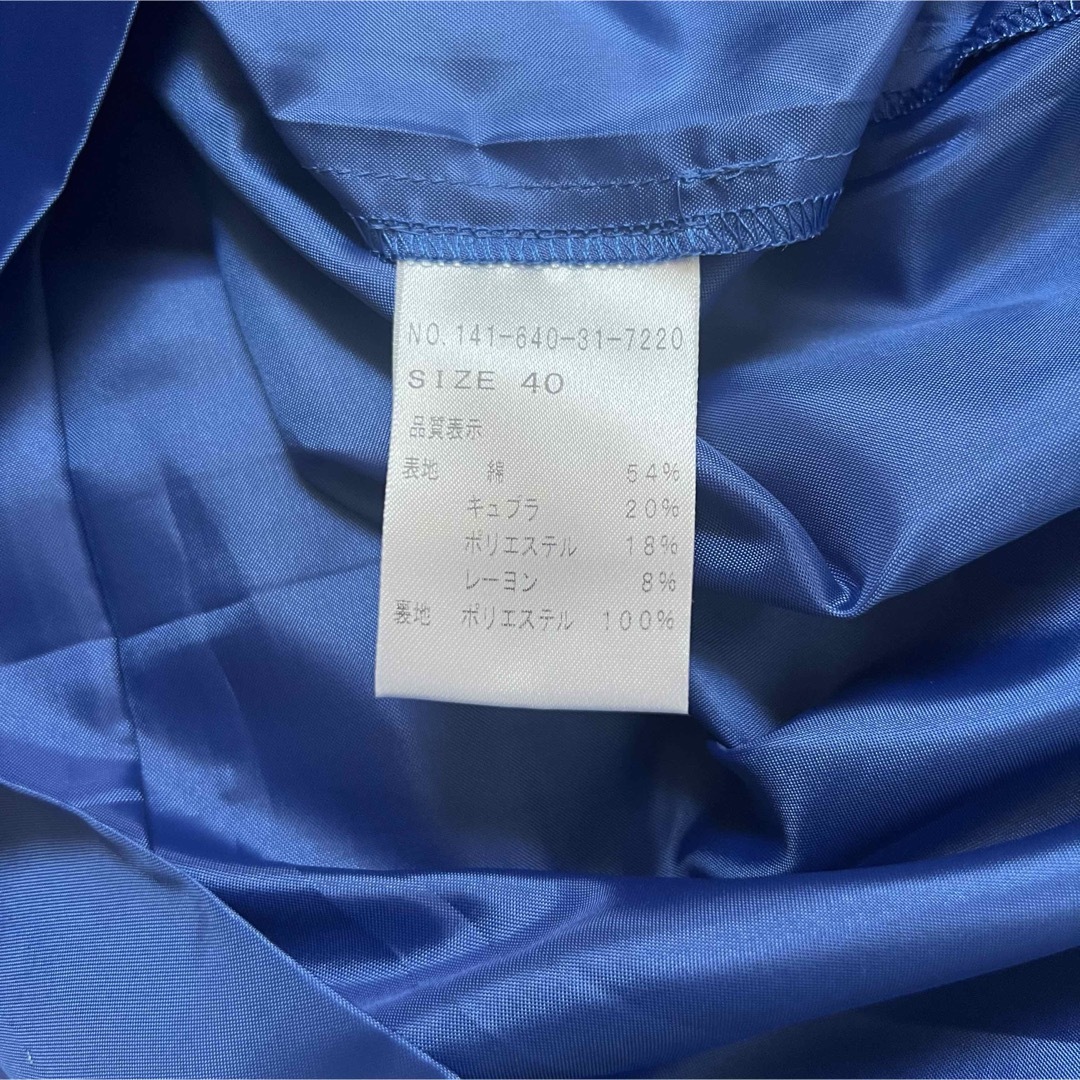 NO.141-640-31-7220
SIZE 40
品質表示
表地 綿 54%
キュプラ 20%
ポリエステル 18%
レーヨン 8%
裏地 ポリエステル 100%